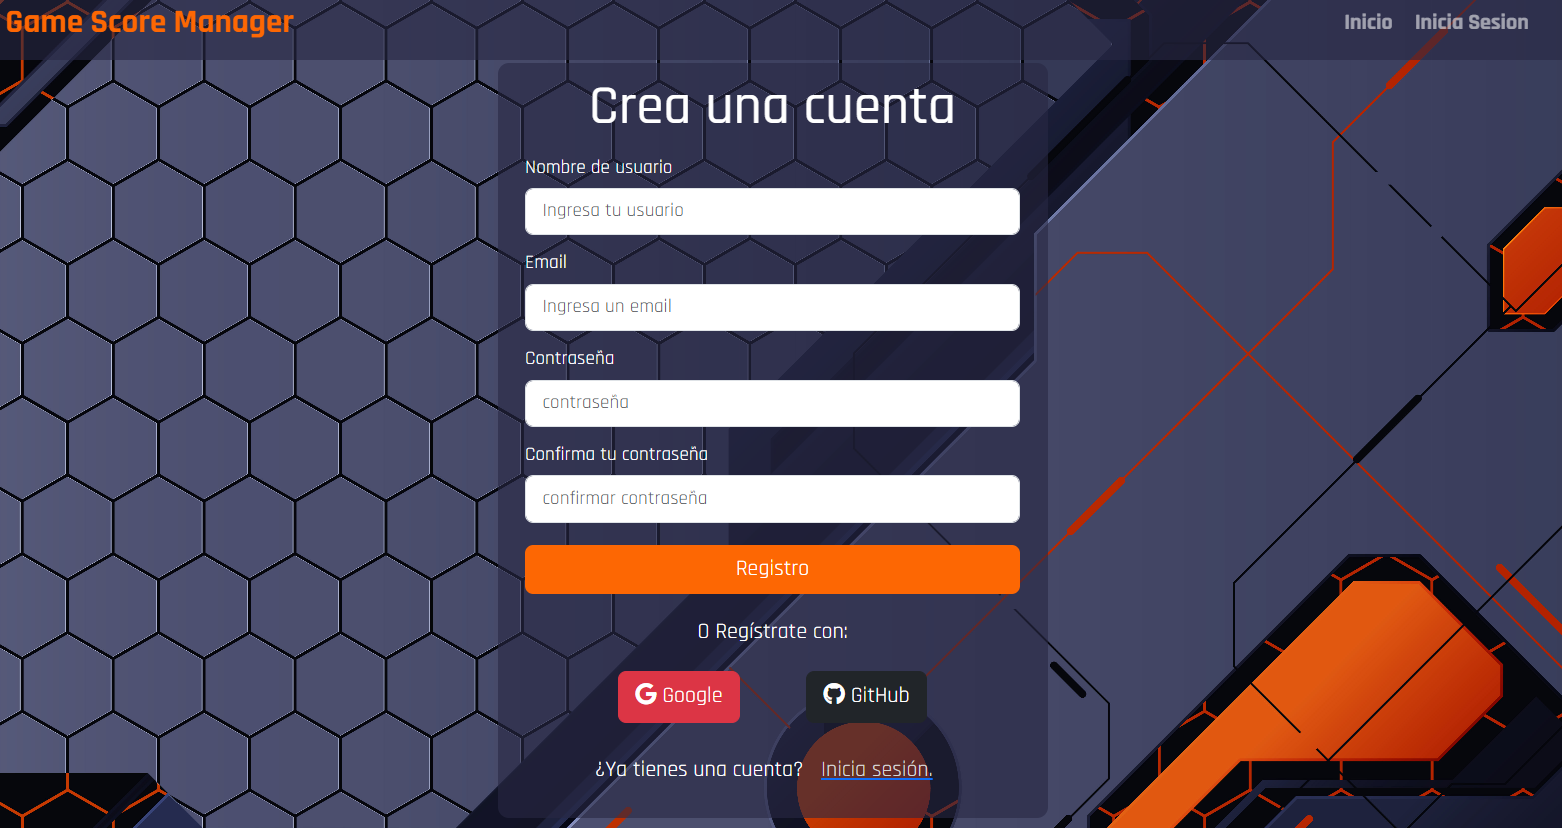 Game Score Manager
Inicio Inicia Sesion
Crea una cuenta
Nombre de usuario
Ingresa tu usuario
Email
Ingresa un email
Contraseña
contraseña
Confirma tu contraseña
confirmar contraseña
Registro
O Regístrate con:
Google GitHub
¿Ya tienes una cuenta? Inicia sesión.